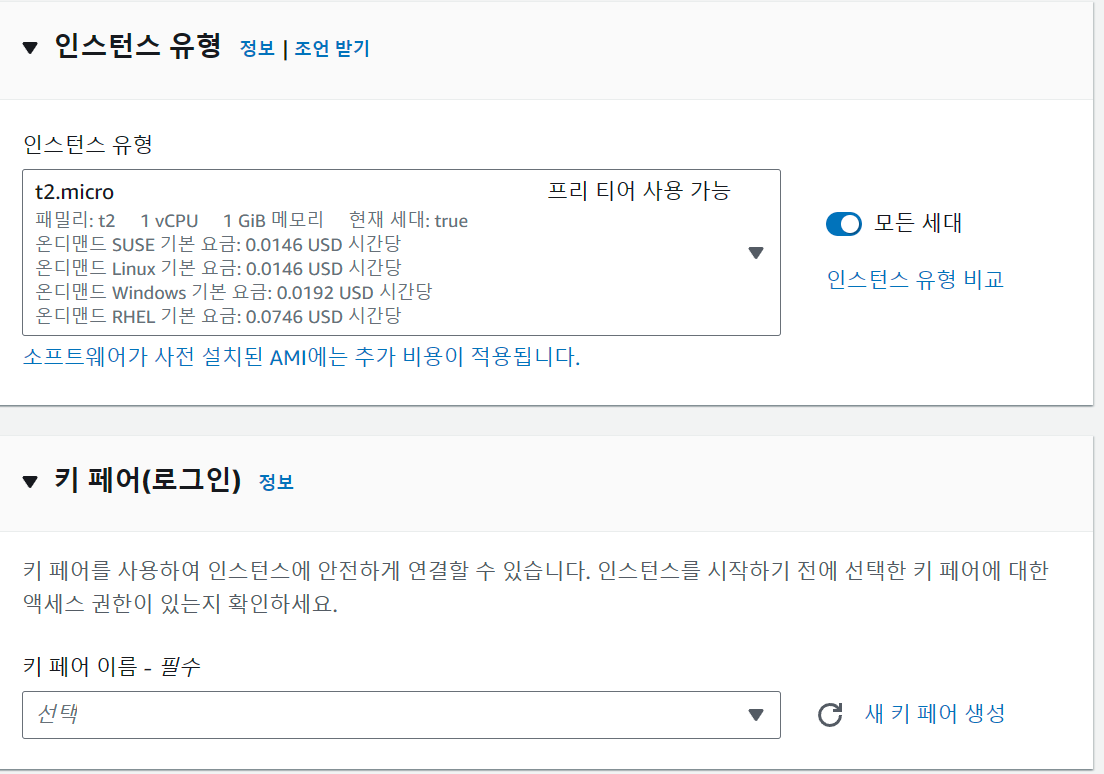 인스턴스 유형 정보 | 조언 받기
인스턴스 유형
t2.micro 프리 티어 사용 가능
패밀리: t2 1 vCPU 1 GiB 메모리 현재 세대: true
온디맨드 SUSE 기본 요금: 0.0146 USD 시간당
온디맨드 Linux 기본 요금: 0.0146 USD 시간당
온디맨드 Windows 기본 요금: 0.0192 USD 시간당
온디맨드 RHEL 기본 요금: 0.0746 USD 시간당
모든 세대
인스턴스 유형 비교
소프트웨어가 사전 설치된 AMI에는 추가 비용이 적용됩니다.
키 페어(로그인) 정보
키 페어를 사용하여 인스턴스에 안전하게 연결할 수 있습니다. 인스턴스를 시작하기 전에 선택한 키 페어에 대한
액세스 권한이 있는지 확인하세요.
키 페어 이름 - 필수
선택
새 키 페어 생성